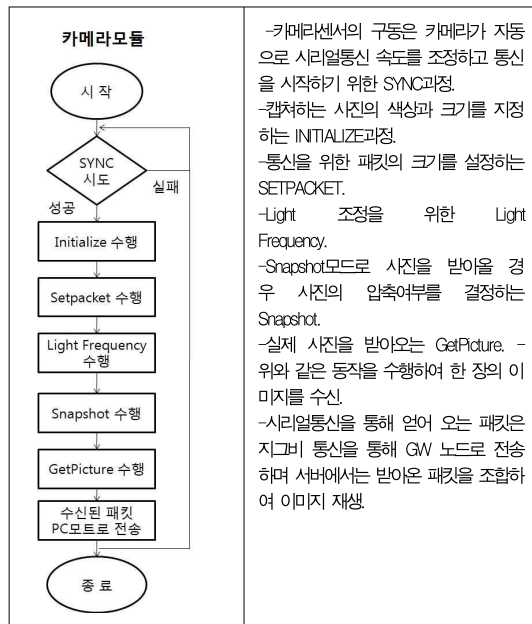 카메라모듈
시 작
SYNC
시도
실패
성공
Initialize 수행
Setpacket 수행
Light Frequency
수행
Snapshot 수행
GetPicture 수행
수신된 패킷
PC모트로 전송
종 료
-카메라센서의 구동은 카메라가 자동
으로 시리얼통신 속도를 조정하고 통신
을 시작하기 위한 SYNC과정.
-캡쳐하는 사진의 색상과 크기를 지정
하는 INITIALIZE과정.
-통신을 위한 패킷의 크기를 설정하는
SETPACKET.
-Light 조정을 위한 Light
Frequency.
-Snapshot모드로 사진을 받아올 경
우 사진의 압축여부를 결정하는
Snapshot.
-실제 사진을 받아오는 GetPicture. -
위와 같은 동작을 수행하여 한 장의 이
미지를 수신.
-시리얼통신을 통해 얻어 오는 패킷은
지그비 통신을 통해 GW 노드로 전송
하며 서버에서는 받아온 패킷을 조합하
여 이미지 재생.